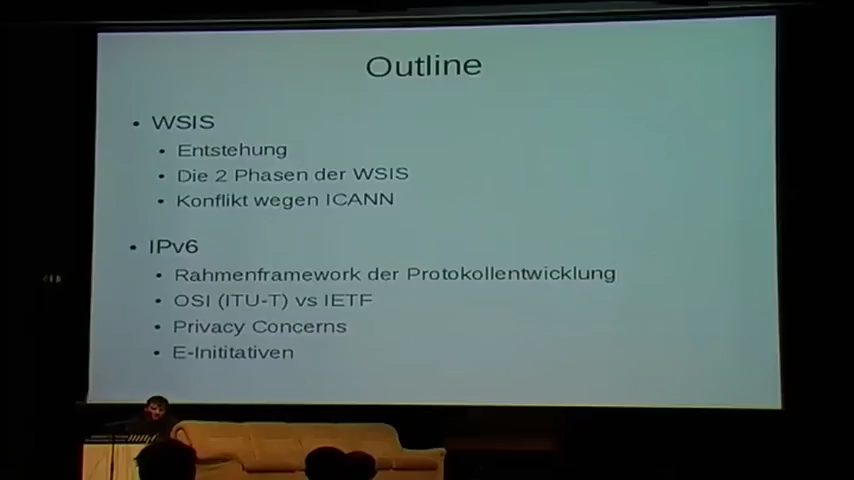 Outline
• WSIS
• Entstehung
• Die 2 Phasen der WSIS
• Konflikt wegen ICANN
• IPv6
• Rahmenframework der Protokollentwicklung
• OSI (ITU-T) vs IETF
• Privacy Concerns
• E-Inititativen